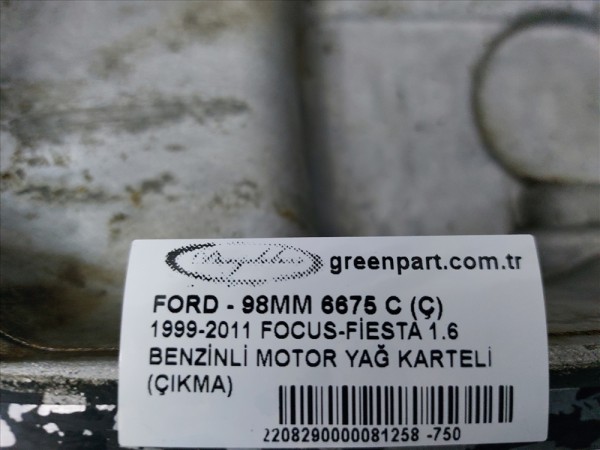 greenpart.com.tr
FORD - 98MM 6675 C (Ç)
1999-2011 FOCUS-FİESTA 1.6
BENZİNLİ MOTOR YAĞ KARTELİ
(ÇIKMA)
2208290000081258 -750